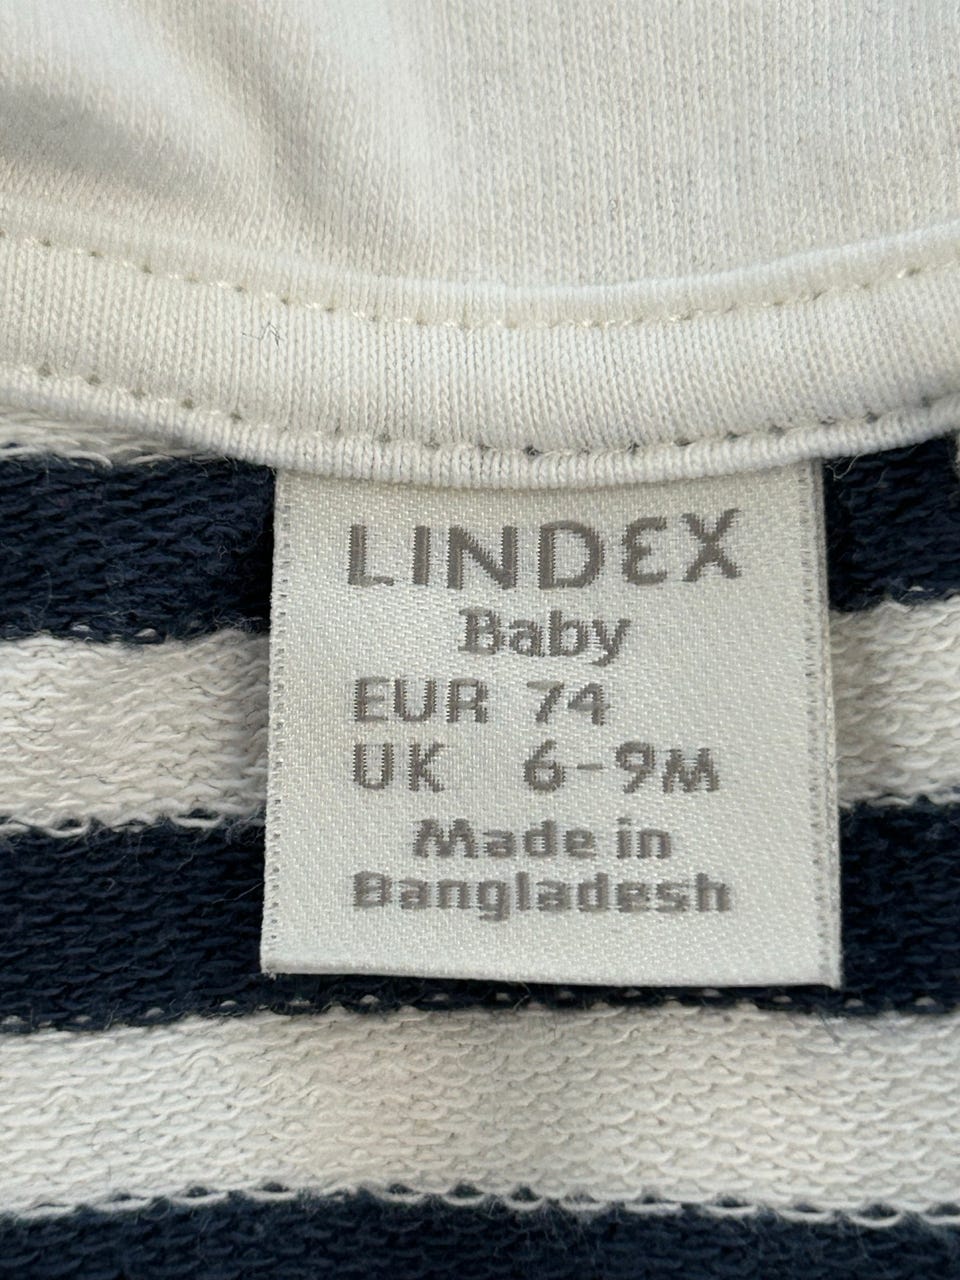 LINDEX
Baby
EUR 74
UK 6-9M
Made in
Bangladesh